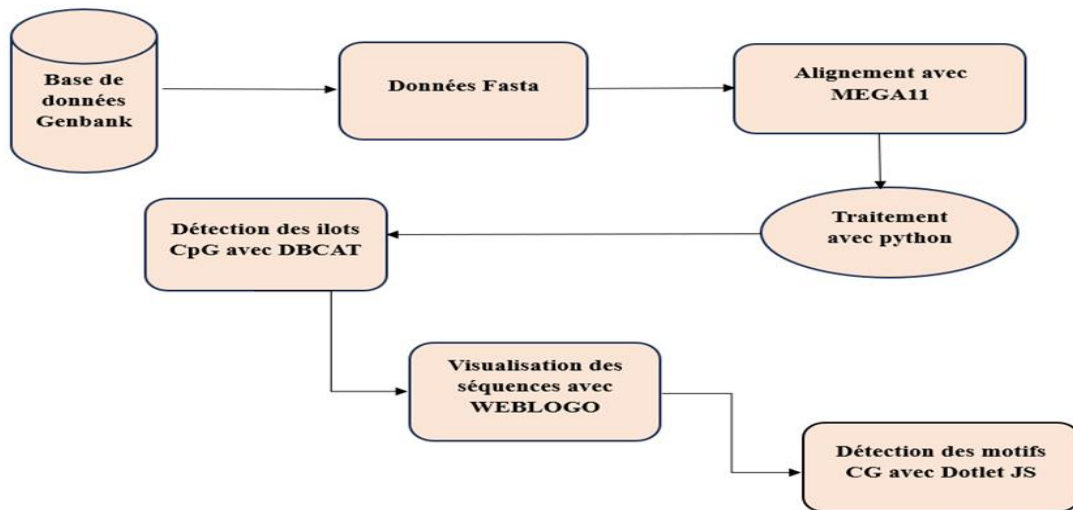 Base de
données
Genbank
Données Fasta
Alignement avec
MEGA11
Traitement
avec python
Détection des ilots
CpG avec DBCAT
Visualisation des
séquences avec
WEBLOGO
Détection des motifs
CG avec Dotlet JS